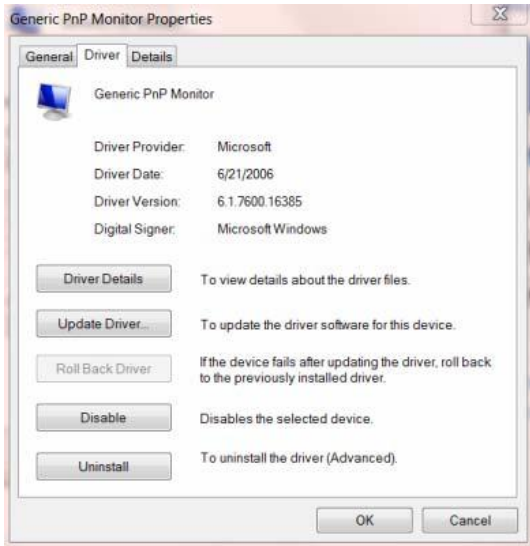 Generic PnP Monitor Properties
General Driver Details
Generic PnP Monitor
Driver Provider: Microsoft
Driver Date: 6/21/2006
Driver Version: 6.1.7600.16385
Digital Signer: Microsoft Windows
Driver Details To view details about the driver files.
Update Driver... To update the driver software for this device.
Roll Back Driver If the device fails after updating the driver, roll back
to the previously installed driver.
Disable Disables the selected device.
Uninstall To uninstall the driver (Advanced).
OK Cancel